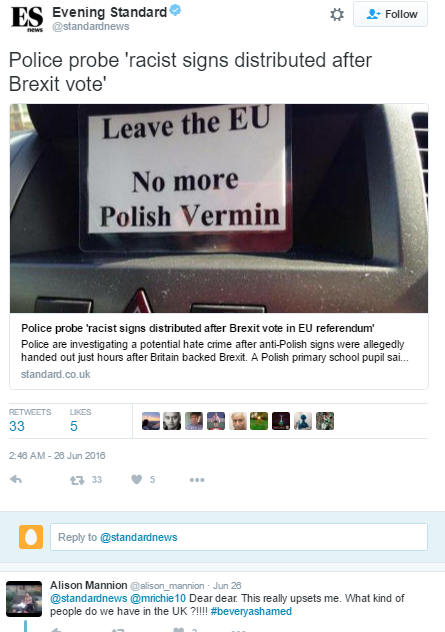 ES
news
Evening Standard
@standardnews
Follow
Police probe 'racist signs distributed after
Brexit vote'
Leave the EU
No more
Polish Vermin
Police probe 'racist signs distributed after Brexit vote in EU referendum'
Police are investigating a potential hate crime after anti-Polish signs were allegedly
handed out just hours after Britain backed Brexit. A Polish primary school pupil sai...
standard.co.uk
RETWEETS LIKES
33 5
2:46 AM - 26 Jun 2016
33 5
Reply to @standardnews
Alison Mannion @alison_mannion · Jun 26
@standardnews @mrichie10 Dear dear. This really upsets me. What kind of
people do we have in the UK ?!!!! #beveryashamed